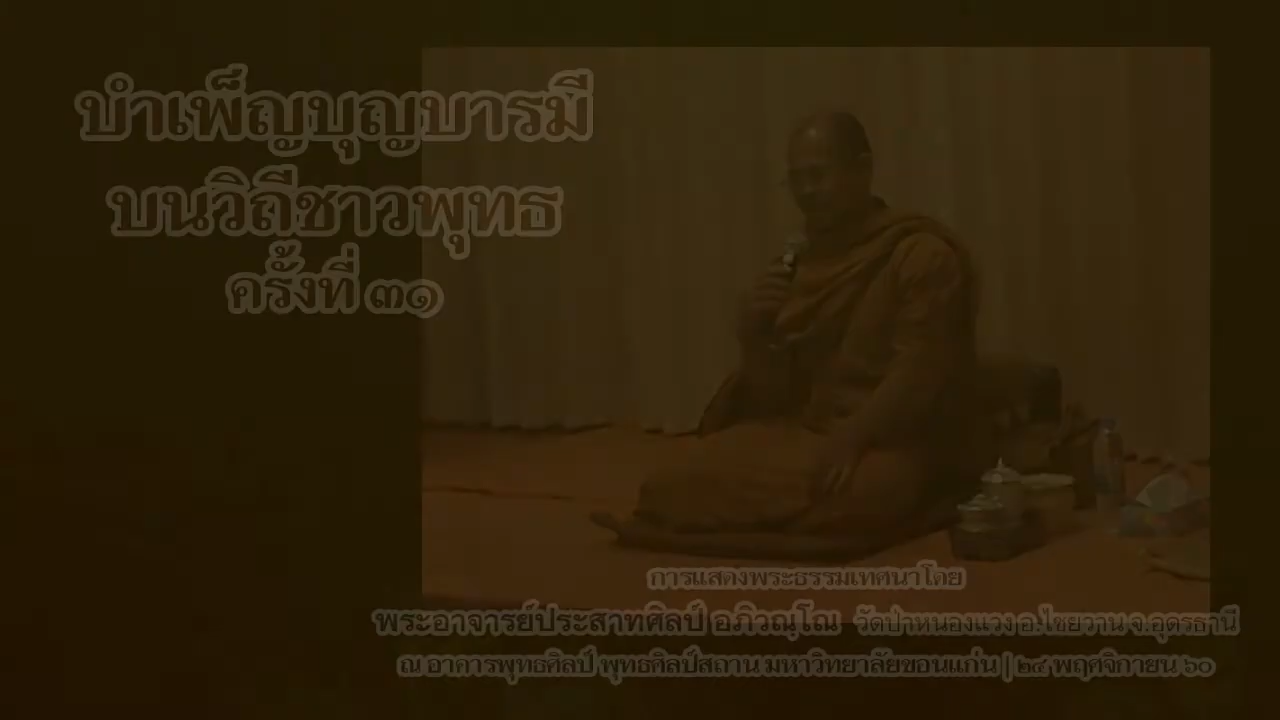 บำเพ็ญบุญบารมี
บนวิถีชาวพุทธ
ครั้งที่ ๓๑
การแสดงพระธรรมเทศนาโดย
พระอาจารย์ประสาทศิลป์ อภิวณฺโณ วัดป่าหนองแวง อ.ไชยวาน จ.อุดรธานี
ณ อาคารพุทธศิลป์ พุทธศิลป์สถาน มหาวิทยาลัยขอนแก่น | ๒๔ พฤศจิกายน ๖๐